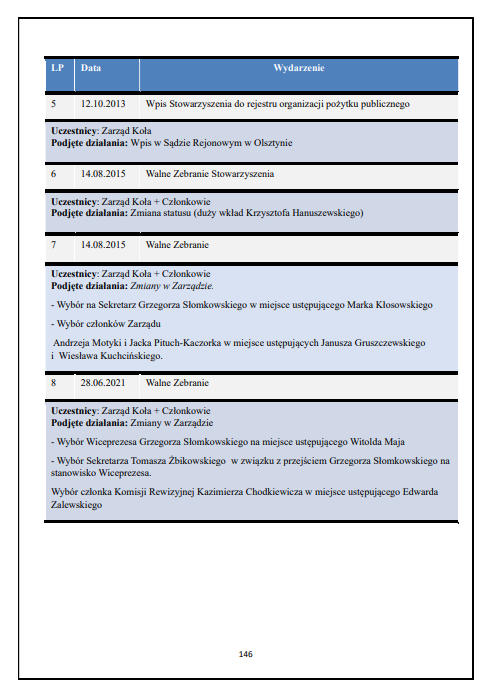 LP Data Wydarzenie
5 12.10.2013 Wpis Stowarzyszenia do rejestru organizacji pożytku publicznego
Uczestnicy: Zarząd Koła
Podjęte działania: Wpis w Sądzie Rejonowym w Olsztynie
6 14.08.2015 Walne Zebranie Stowarzyszenia
Uczestnicy: Zarząd Koła + Członkowie
Podjęte działania: Zmiana statusu (duży wkład Krzysztofa Hanuszewskiego)
7 14.08.2015 Walne Zebranie
Uczestnicy: Zarząd Koła + Członkowie
Podjęte działania: Zmiany w Zarządzie.
- Wybór na Sekretarz Grzegorza Słomkowskiego w miejsce ustępującego Marka Kłosowskiego
- Wybór członków Zarządu
Andrzeja Motyki i Jacka Pituch-Kaczorka w miejsce ustępujących Janusza Gruszczewskiego
i Wiesława Kuchcińskiego.
8 28.06.2021 Walne Zebranie
Uczestnicy: Zarząd Koła + Członkowie
Podjęte działania: Zmiany w Zarządzie
- Wybór Wiceprezesa Grzegorza Słomkowskiego na miejsce ustępującego Witolda Maja
- Wybór Sekretarza Tomasza Żbikowskiego w związku z przejściem Grzegorza Słomkowskiego na
stanowisko Wiceprezesa.
Wybór członka Komisji Rewizyjnej Kazimierza Chodkiewicza w miejsce ustępującego Edwarda
Zalewskiego
146